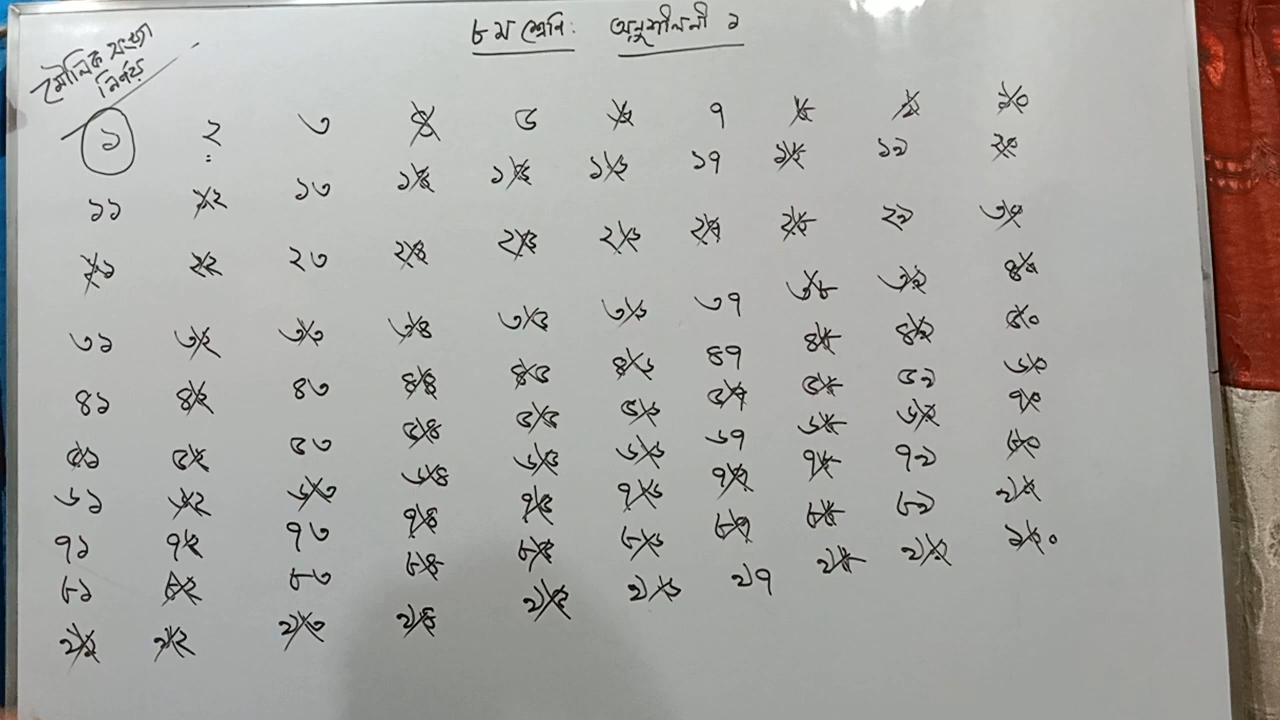 ৮ম শ্রেনি: অনুশীলনী ১
মৌলিক সংখ্যা
নির্ণয়
১ ২ ৩ ৪ ৫ ৬ ৭ ৮ ৯ ১০
১১ ১২ ১৩ ১৪ ১৫ ১৬ ১৭ ১৮ ১৯ ২০
২১ ২২ ২৩ ২৪ ২৫ ২৬ ২৭ ২৮ ২৯ ৩০
৩১ ৩২ ৩৩ ৩৪ ৩৫ ৩৬ ৩৭ ৩৮ ৩৯ ৪০
৪১ ৪২ ৪৩ ৪৪ ৪৫ ৪৬ ৪৭ ৪৮ ৪৯ ৫০
৫১ ৫২ ৫৩ ৫৪ ৫৫ ৫৬ ৫৭ ৫৮ ৫৯ ৬০
৬১ ৬২ ৬৩ ৬৪ ৬৫ ৬৬ ৬৭ ৬৮ ৬৯ ৭০
৭১ ৭২ ৭৩ ৭৪ ৭৫ ৭৬ ৭৭ ৭৮ ৭৯ ৮০
৮১ ৮২ ৮৩ ৮৪ ৮৫ ৮৬ ৮৭ ৮৮ ৮৯ ৯০
৯১ ৯২ ৯৩ ৯৪ ৯৫ ৯৬ ৯৭ ৯৮ ৯৯ ১০০